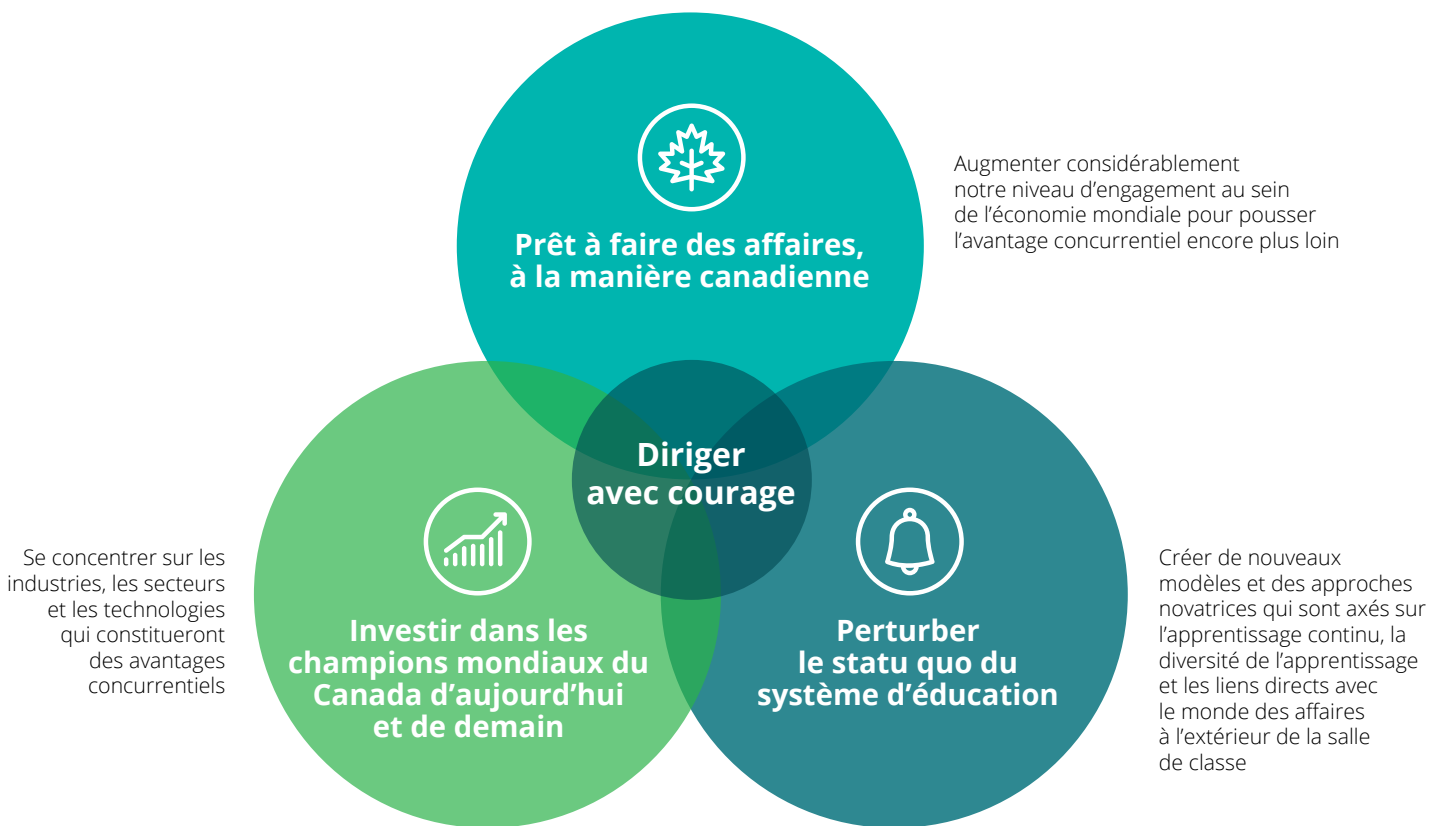 Prêt à faire des affaires,
à la manière canadienne
Augmenter considérablement
notre niveau d'engagement au sein
de l'économie mondiale pour pousser
l'avantage concurrentiel encore plus loin
Diriger
avec courage
Se concentrer sur les
industries, les secteurs
et les technologies
qui constitueront
des avantages
concurrentiels
Investir dans les
champions mondiaux du
Canada d'aujourd'hui
et de demain
Perturber
le statu quo du
système d'éducation
Créer de nouveaux
modèles et des approches
novatrices qui sont axés sur
l'apprentissage continu, la
diversité de l'apprentissage
et les liens directs avec
le monde des affaires
à l'extérieur de la salle
de classe